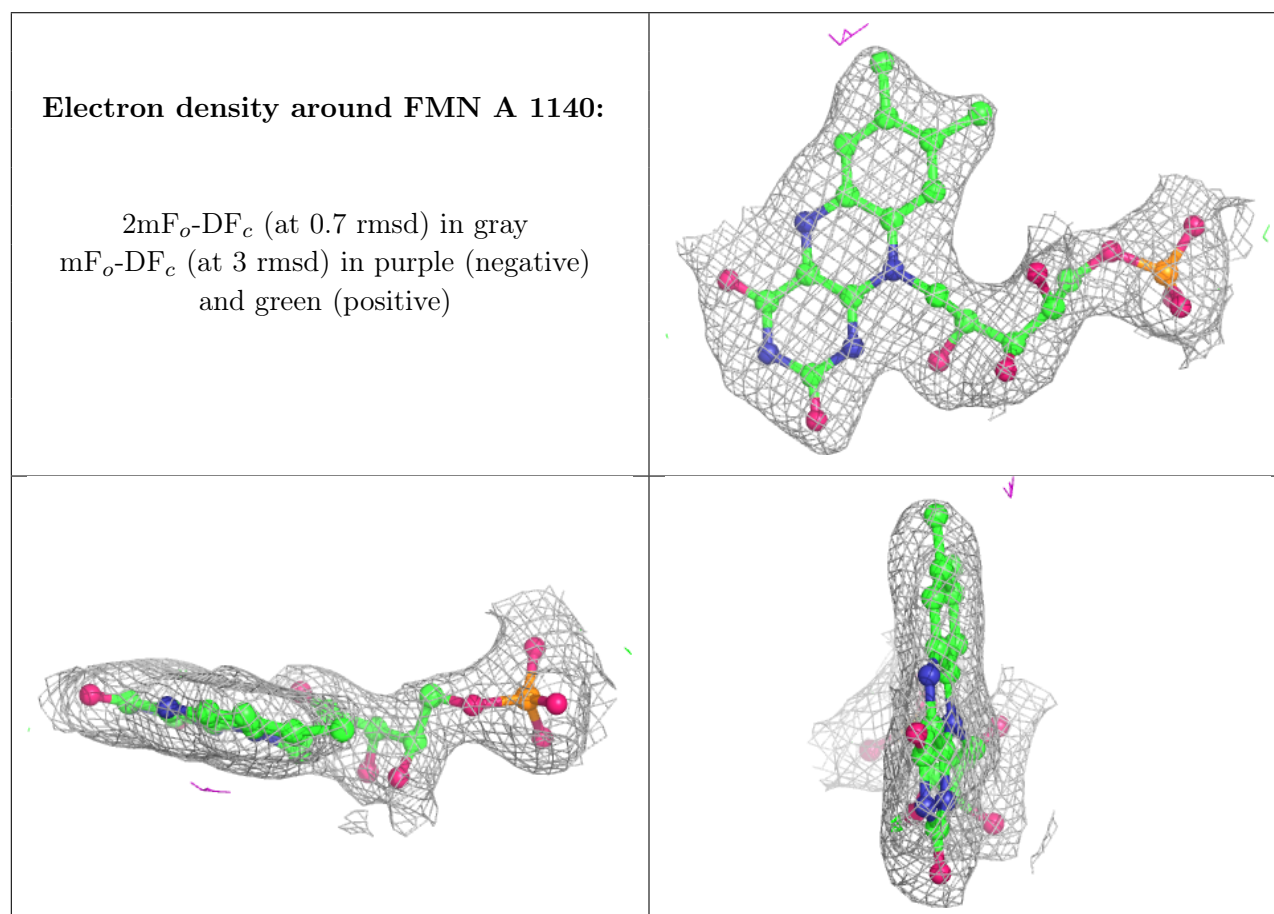 Electron density around FMN A 1140:
2mFo-DFc (at 0.7 rmsd) in gray
mFo-DFc (at 3 rmsd) in purple (negative)
and green (positive)